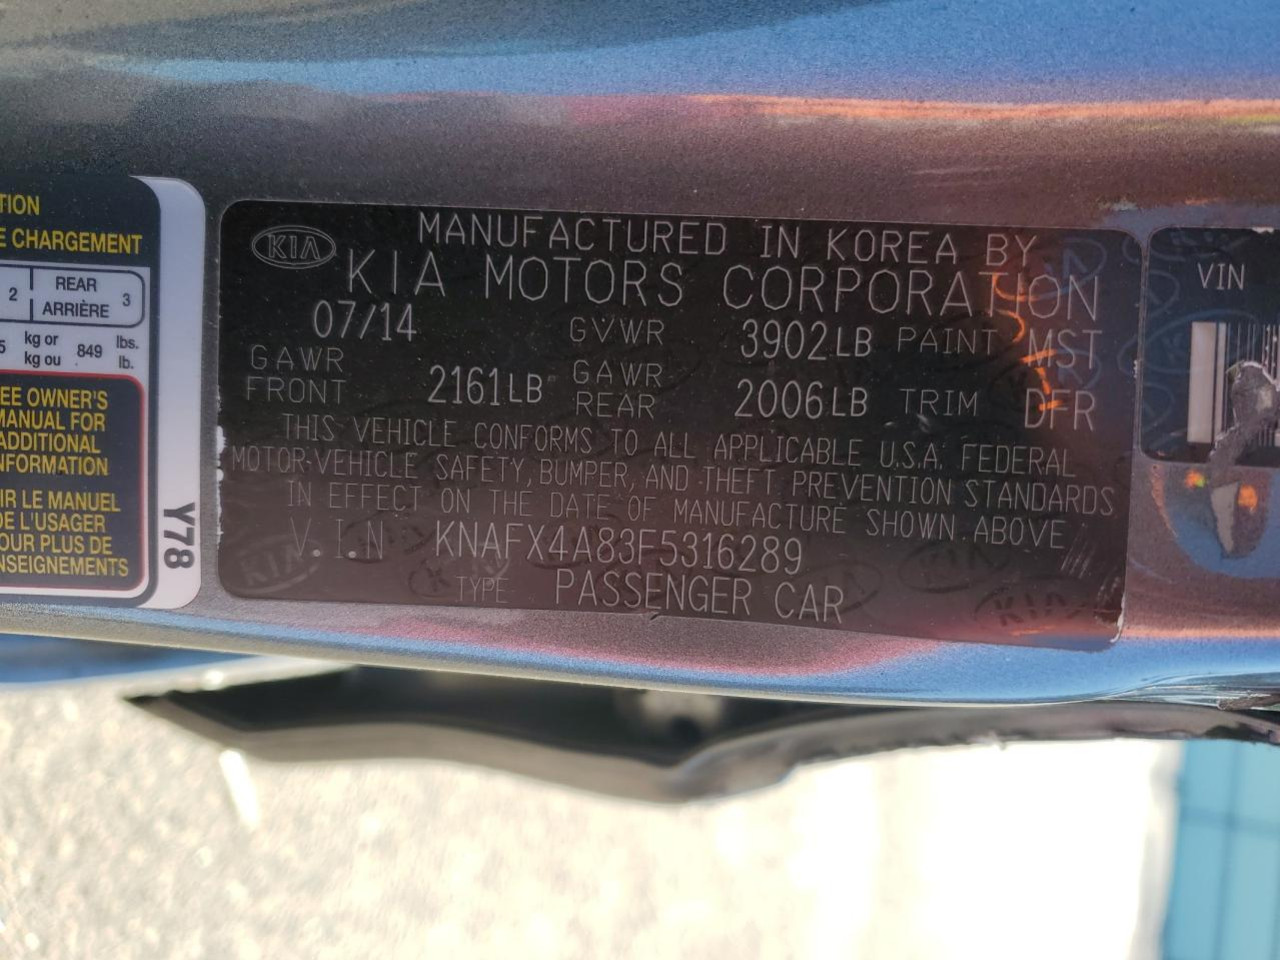 TION
E CHARGEMENT
2 | REAR ARRIÈRE 3
5 kg or kg ou 849 lbs. lb.
EE OWNER'S
MANUAL FOR
ADDITIONAL
NFORMATION
IR LE MANUEL
DE L'USAGER
OUR PLUS DE
NSEIGNEMENTS
Y78
KIA
MANUFACTURED IN KOREA BY
KIA MOTORS CORPORATION
07/14 GVWR 3902LB PAINT MST
GAWR FRONT 2161LB GAWR REAR 2006LB TRIM DFR
THIS VEHICLE CONFORMS TO ALL APPLICABLE U.S.A. FEDERAL
MOTOR-VEHICLE SAFETY, BUMPER, AND-THEFT PREVENTION STANDARDS
IN EFFECT ON THE DATE OF MANUFACTURE SHOWN ABOVE
V.I.N KNAFX4A83F5316289
TYPE PASSENGER CAR
VIN